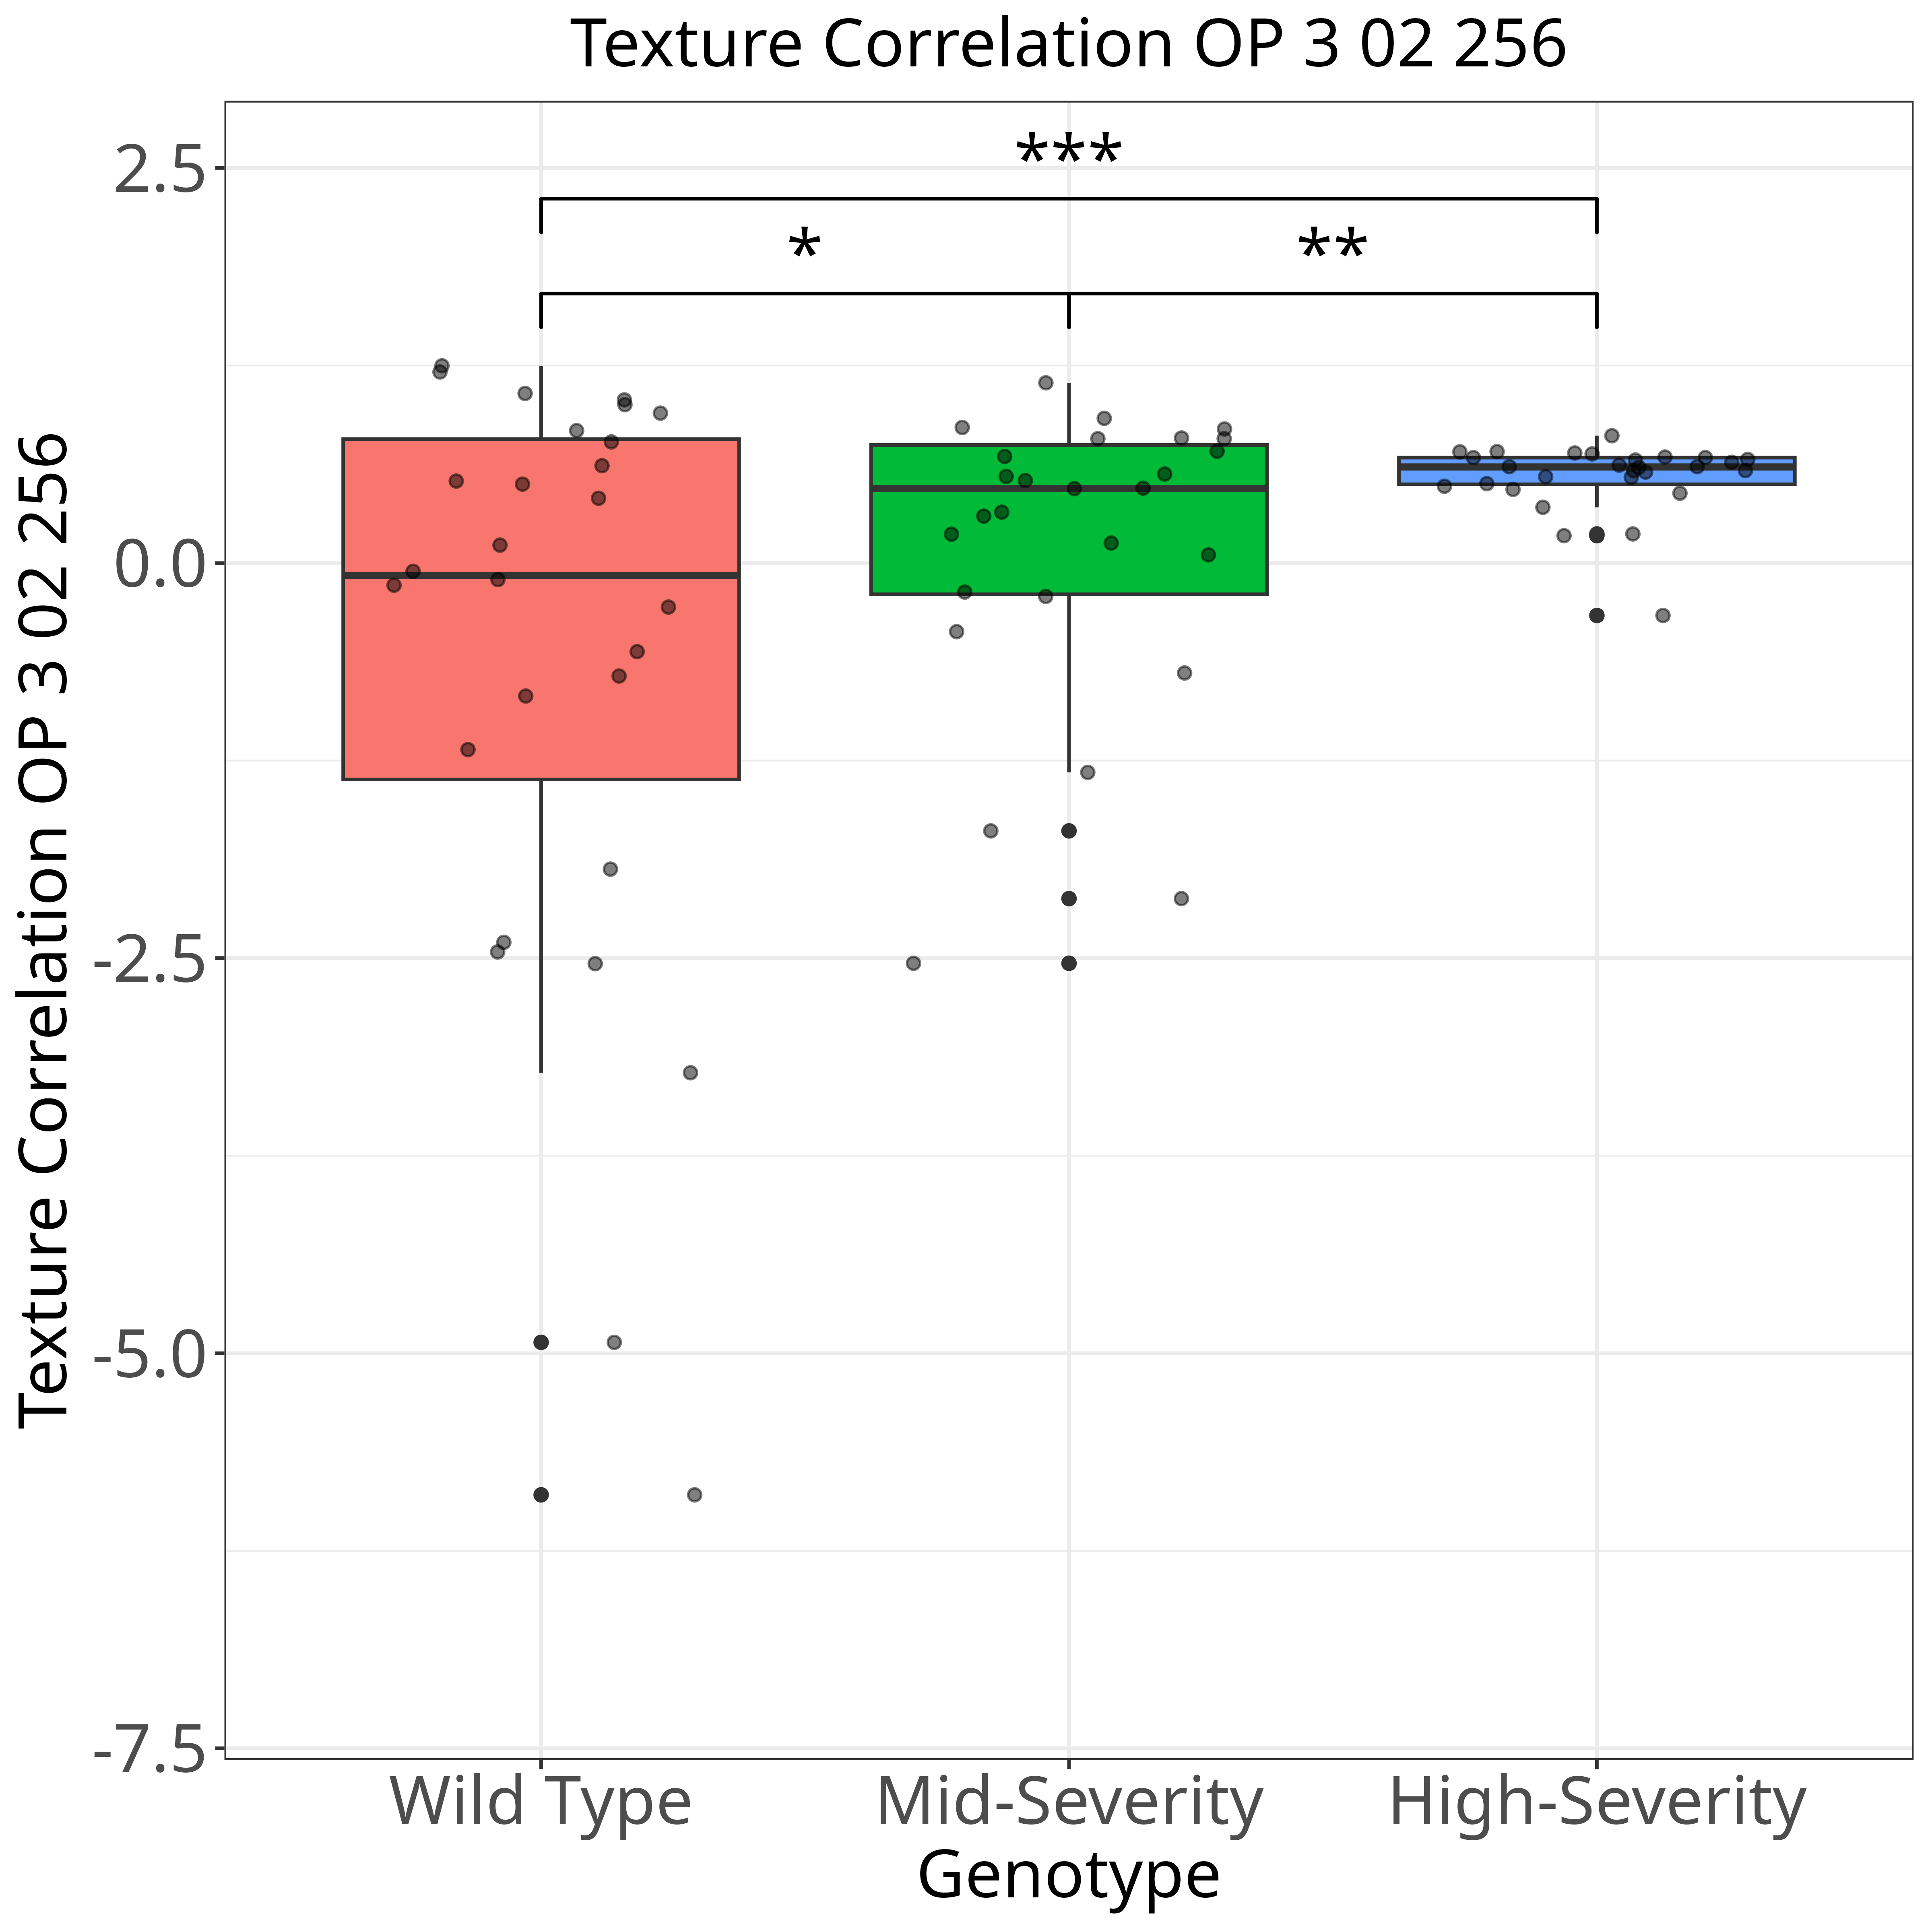 Texture Correlation OP 3 02 256
Texture Correlation OP 3 02 256
2.5
0.0
-2.5
-5.0
-7.5
***
*
**
Wild Type
Mid-Severity
High-Severity
Genotype